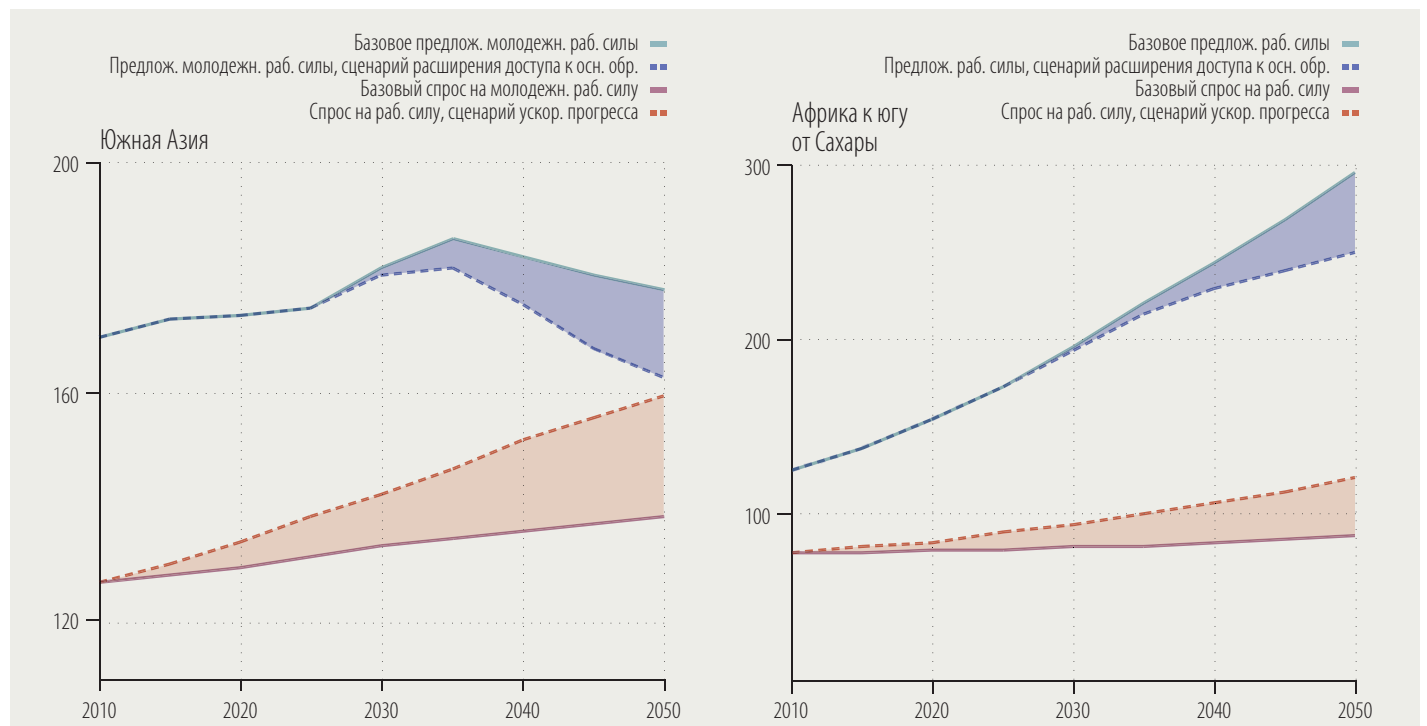 Базовое предлож. молодежн. раб. силы
Предлож. молодежн. раб. силы, сценарий расширения доступа к осн. обр.
Базовый спрос на молодежн. раб. силу
Спрос на раб. силу, сценарий ускор. прогресса
Южная Азия
200
160
120
2010 2020 2030 2040 2050
Базовое предлож. раб. силы
Предлож. раб. силы, сценарий расширения доступа к осн. обр.
Базовый спрос на раб. силу
Спрос на раб. силу, сценарий ускор. прогресса
Африка к югу
от Сахары
300
200
100
2010 2020 2030 2040 2050